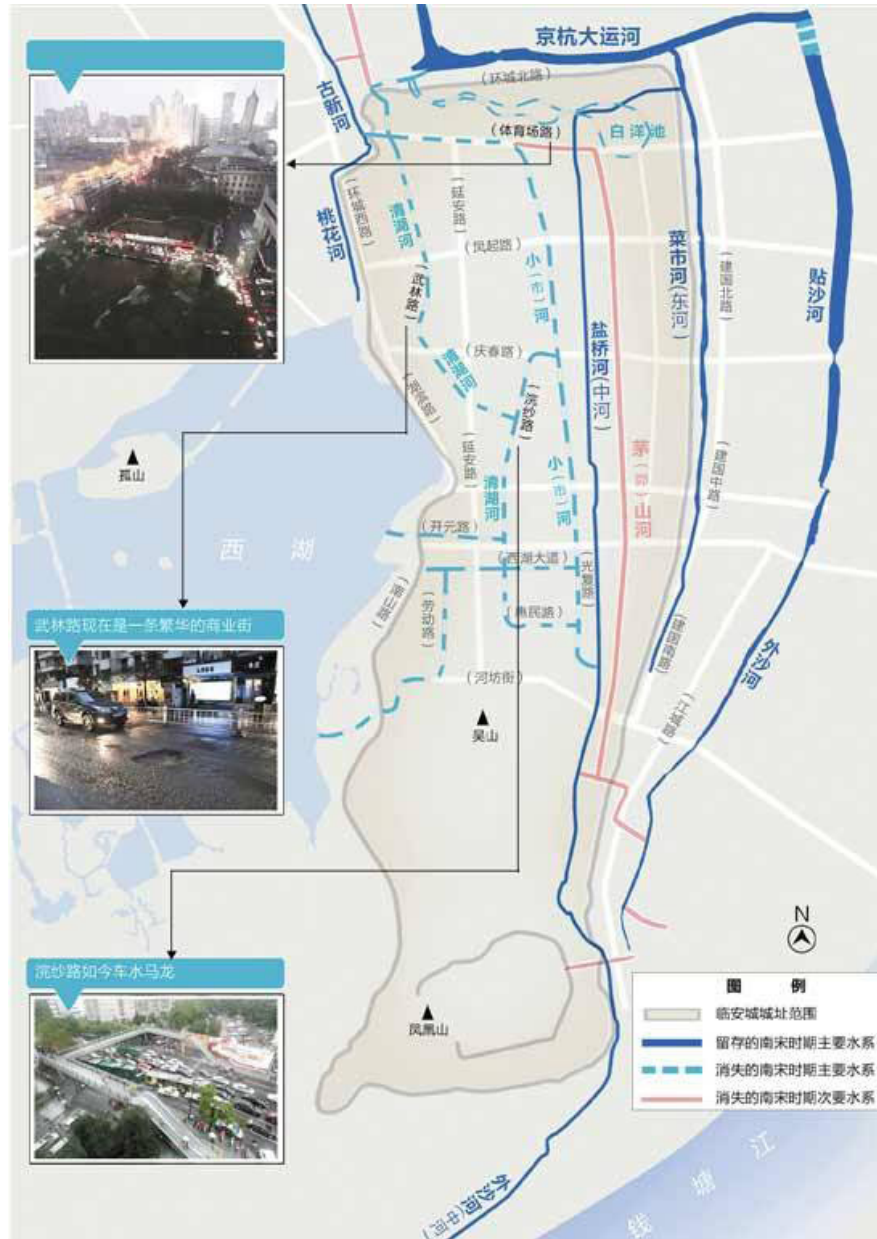 京杭大运河
(环城北路)
古新河
(体育场路)
白洋池
桃花河
(环城西路)
清湖河
(延安路)
凤起路
(武林路)
小(市)河
菜市河(东河)
(建国北路)
贴沙河
盐桥河(中河)
(庆春路)
清湖河
(浣纱路)
孤山
延安路
(建国中路)
清湖河
小(市)河
山河
西湖
(开元路)
(西湖大道)
(光复路)
(南山路)
(劳动路)
(惠民路)
(建国南路)
外沙河
武林路现在是一条繁华的商业街
(河坊街)
(江城路)
吴山
N
浣纱路如今车水马龙
凤凰山
图例
临安城城址范围
留存的南宋时期主要水系
消失的南宋时期主要水系
消失的南宋时期次要水系
外沙河(中河)
钱塘江